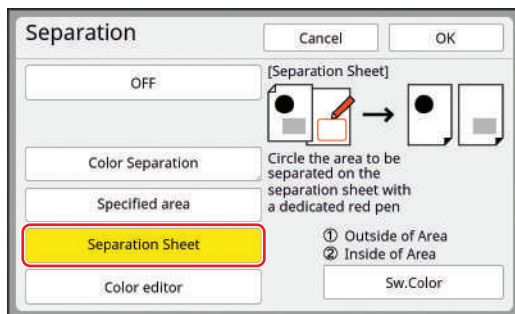 Separation
Cancel
OK
OFF
Color Separation
Specified area
Separation Sheet
Color editor
[Separation Sheet]
Circle the area to be
separated on the
separation sheet with
a dedicated red pen
① Outside of Area
② Inside of Area
Sw.Color